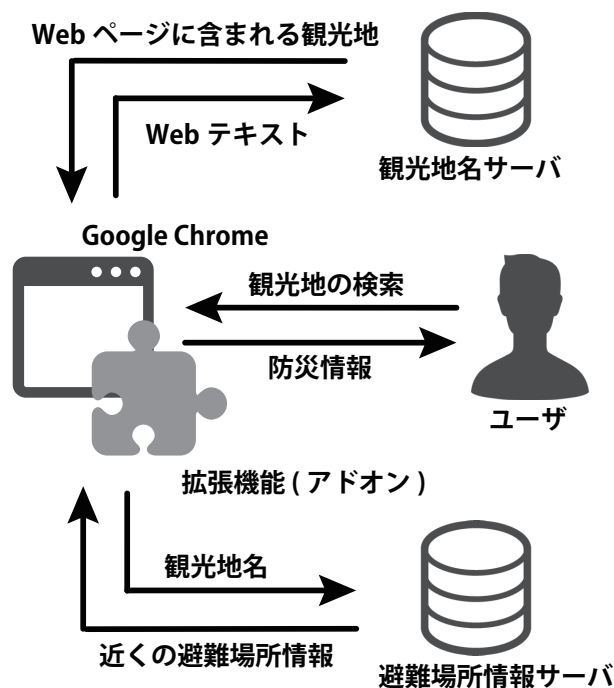 Web ページに含まれる観光地
Web テキスト
観光地名サーバ
Google Chrome
観光地の検索
防災情報
ユーザ
拡張機能 ( アドオン )
観光地名
近くの避難場所情報
避難場所情報サーバ